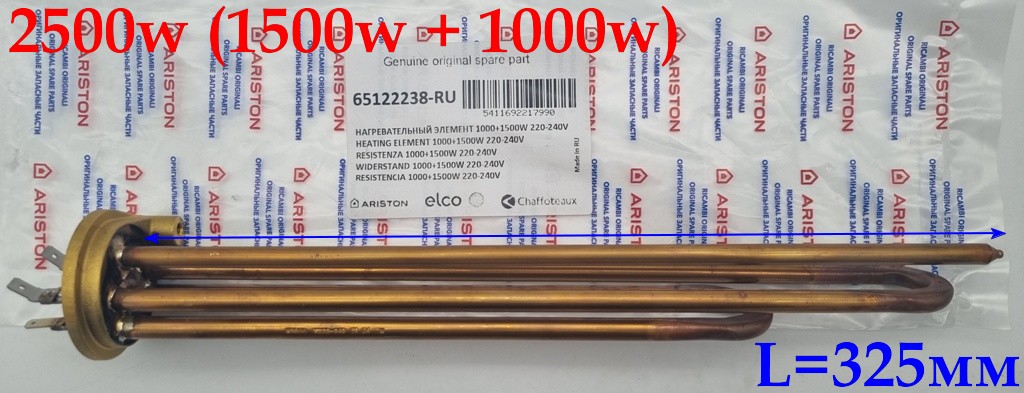 2500w (1500w + 1000w)
Genuine original spare part
65122238-RU
5411692217990
НАГРЕВАТЕЛЬНЫЙ ЭЛЕМЕНТ 1000+1500W 220-240V
HEATING ELEMENT 1000+1500W 220-240V
RESISTENZA 1000+1500W 220-240V
WIDERSTAND 1000+1500W 220-240V
RESISTENCIA 1000+1500W 220-240V
Made in RU
ARISTON elco Chaffoteaux
ARISTON
RICAMBI ORIGINALI
ORIGINAL SPARE PARTS
ОРИГИНАЛЬНЫЕ ЗАПАСНЫЕ ЧАСТИ
L=325мм